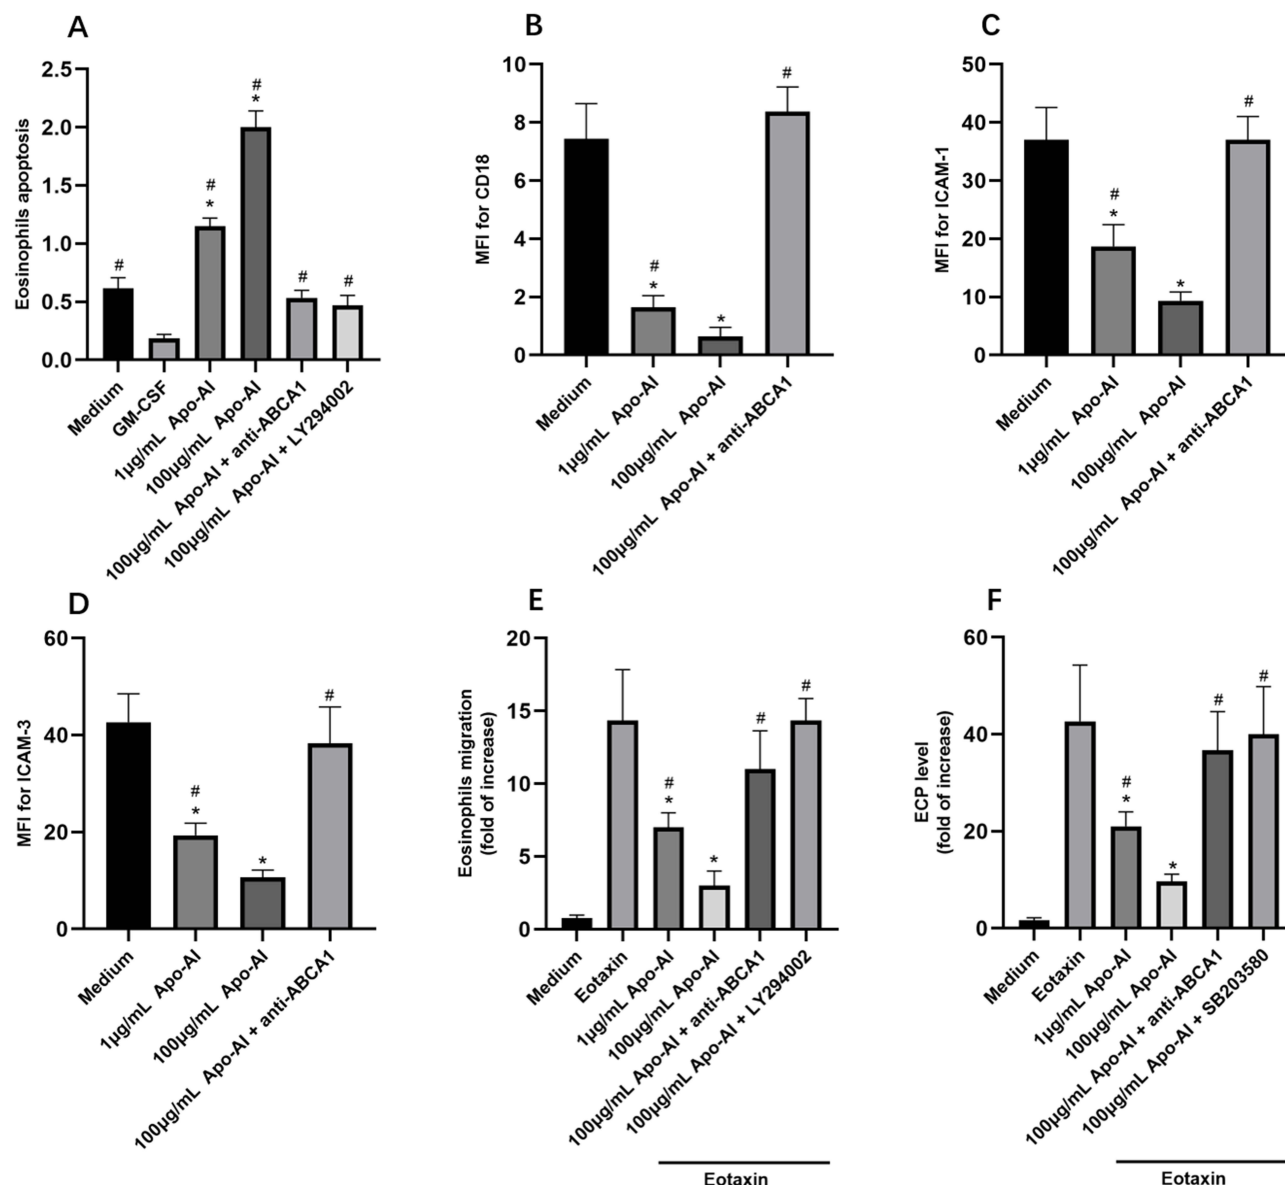 A
Eosinophils apoptosis
2.5
2.0
1.5
1.0
0.5
0.0
#
#
*
#
*
#
#
Medium
GM-CSF
1µg/mL Apo-AI
100µg/mL Apo-AI
100µg/mL Apo-AI + anti-ABCA1
100µg/mL Apo-AI + LY294002
B
MFI for CD18
10
8
6
4
2
0
#
*
*
#
Medium
1µg/mL Apo-AI
100µg/mL Apo-AI
100µg/mL Apo-AI + anti-ABCA1
C
MFI for ICAM-1
50
40
30
20
10
0
#
*
*
#
Medium
1µg/mL Apo-AI
100µg/mL Apo-AI
100µg/mL Apo-AI + anti-ABCA1
D
MFI for ICAM-3
60
40
20
0
#
*
*
#
Medium
1µg/mL Apo-AI
100µg/mL Apo-AI
100µg/mL Apo-AI + anti-ABCA1
E
Eosinophils migration
(fold of increase)
20
15
10
5
0
#
*
*
#
#
Medium
Eotaxin
1µg/mL Apo-AI
100µg/mL Apo-AI
100µg/mL Apo-AI + anti-ABCA1
100µg/mL Apo-AI + LY294002
Eotaxin
F
ECP level
(fold of increase)
60
40
20
0
#
*
*
#
#
Medium
Eotaxin
1µg/mL Apo-AI
100µg/mL Apo-AI
100µg/mL Apo-AI + anti-ABCA1
100µg/mL Apo-AI + SB203580
Eotaxin